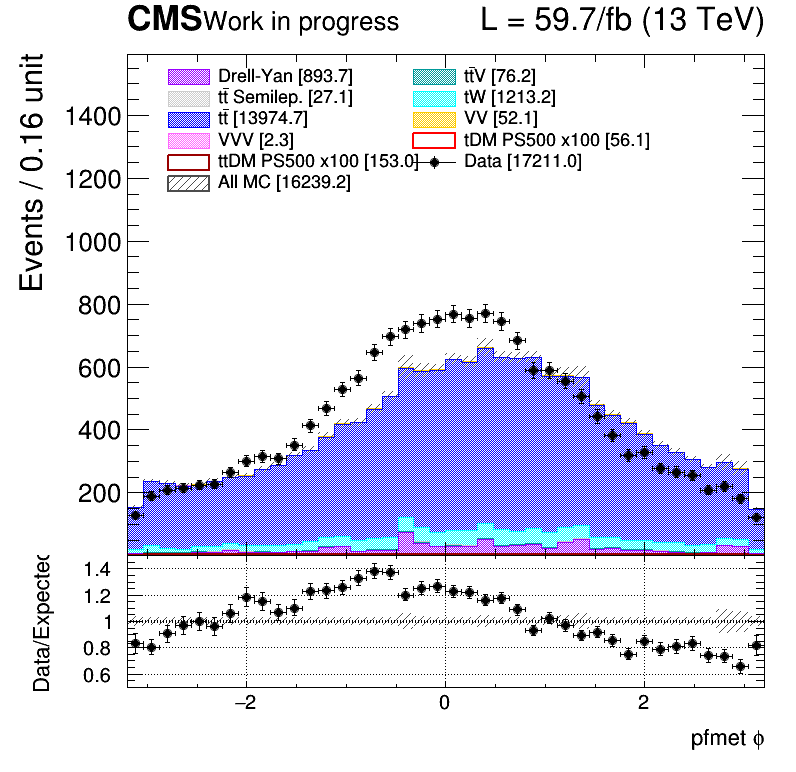 CMS Work in progress L = 59.7/fb (13 TeV)
Events / 0.16 unit
1400
1200
1000
800
600
400
200
Drell-Yan [893.7]
tt̄V [76.2]
tt̄ Semilep. [27.1]
tW [1213.2]
tt̄ [13974.7]
VV [52.1]
VVV [2.3]
tDM PS500 x100 [56.1]
ttDM PS500 x100 [153.0]
Data [17211.0]
All MC [16239.2]
Data/Expected
1.4
1.2
1
0.8
0.6
−2 0 2
pfmet ϕ